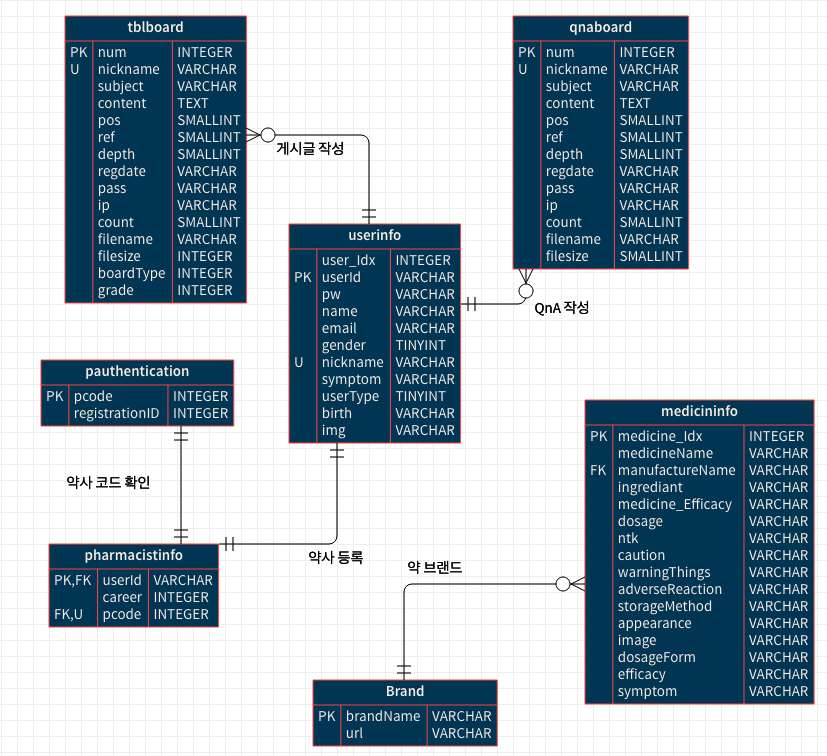 tblboard
PK num INTEGER
U nickname VARCHAR
subject VARCHAR
content TEXT
pos SMALLINT
ref SMALLINT
depth SMALLINT
regdate VARCHAR
pass VARCHAR
ip VARCHAR
count SMALLINT
filename VARCHAR
filesize INTEGER
boardType INTEGER
grade INTEGER
qnaboard
PK num INTEGER
U nickname VARCHAR
subject VARCHAR
content TEXT
pos SMALLINT
ref SMALLINT
depth SMALLINT
regdate VARCHAR
pass VARCHAR
ip VARCHAR
count SMALLINT
filename VARCHAR
filesize SMALLINT
게시글 작성
userinfo
user_Idx INTEGER
PK userId VARCHAR
pw VARCHAR
name VARCHAR
email VARCHAR
gender TINYINT
U nickname VARCHAR
symptom VARCHAR
userType TINYINT
birth VARCHAR
img VARCHAR
QnA 작성
pauthentication
PK pcode INTEGER
registrationID INTEGER
약사 코드 확인
pharmacistinfo
PK,FK userId VARCHAR
career INTEGER
FK,U pcode INTEGER
약사 등록
medicininfo
PK medicine_Idx INTEGER
medicineName VARCHAR
FK manufactureName VARCHAR
ingrediant VARCHAR
medicine_Efficacy VARCHAR
dosage VARCHAR
ntk VARCHAR
caution VARCHAR
warningThings VARCHAR
adverseReaction VARCHAR
storageMethod VARCHAR
appearance VARCHAR
image VARCHAR
dosageForm VARCHAR
efficacy VARCHAR
symptom VARCHAR
약 브랜드
Brand
PK brandName VARCHAR
url VARCHAR